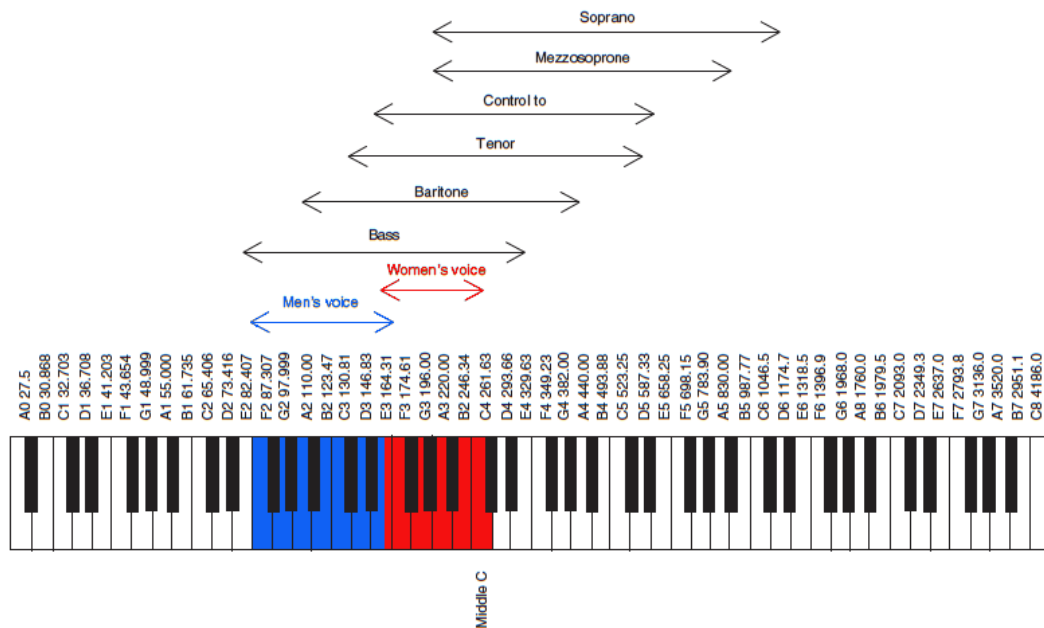 Soprano
Mezzosoprone
Control to
Tenor
Baritone
Bass
Women's voice
Men's voice
A0 27.5
B0 30.868
C1 32.703
D1 36.708
E1 41.203
F1 43.654
G1 48.999
A1 55.000
B1 61.735
C2 65.406
D2 73.416
E2 82.407
F2 87.307
G2 97.999
A2 110.00
B2 123.47
C3 130.81
D3 146.83
E3 164.31
F3 174.61
G3 196.00
A3 220.00
B2 246.34
C4 261.63
D4 293.66
E4 329.63
F4 349.23
G4 382.00
A4 440.00
B4 493.88
C5 523.25
D5 587.33
E5 658.25
F5 698.15
G5 783.90
A5 830.00
B5 987.77
C6 1046.5
D6 1174.7
E6 1318.5
F6 1396.9
G6 1968.0
A8 1760.0
B6 1979.5
C7 2093.0
D7 2349.3
E7 2637.0
F7 2793.8
G7 3136.0
A7 3520.0
B7 2951.1
C8 4186.0
Middle C